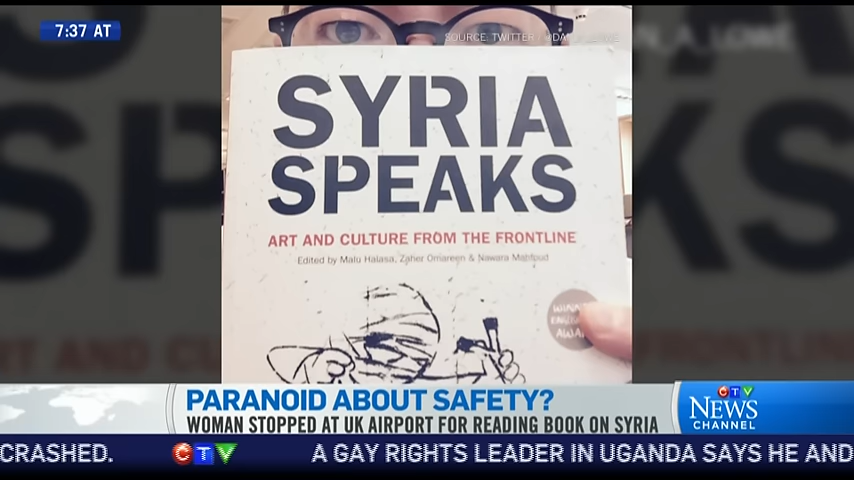 7:37 AT
SOURCE: TWITTER
SYRIA
SPEAKS
ART AND CULTURE FROM THE FRONTLINE
Edited by Malu Halasa, Zaher Omareen & Nawara Mahfoud
PARANOID ABOUT SAFETY?
WOMAN STOPPED AT UK AIRPORT FOR READING BOOK ON SYRIA
CTV
NEWS
CHANNEL
CRASHED. CTV A GAY RIGHTS LEADER IN UGANDA SAYS HE AND